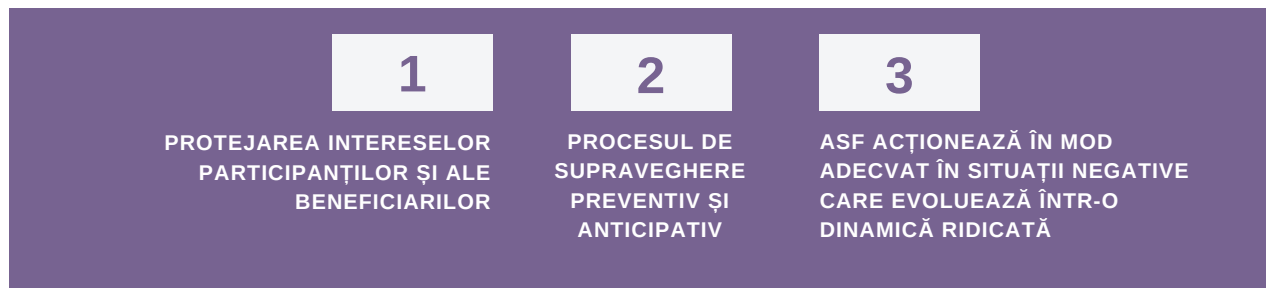 1
PROTEJAREA INTERESELOR
PARTICIPANȚILOR ȘI ALE
BENEFICIARILOR
2
PROCESUL DE
SUPRAVEGHERE
PREVENTIV ȘI
ANTICIPATIV
3
ASF ACȚIONEAZĂ ÎN MOD
ADECVAT ÎN SITUAȚII NEGATIVE
CARE EVOLUEAZĂ ÎNTR-O
DINAMICĂ RIDICATĂ